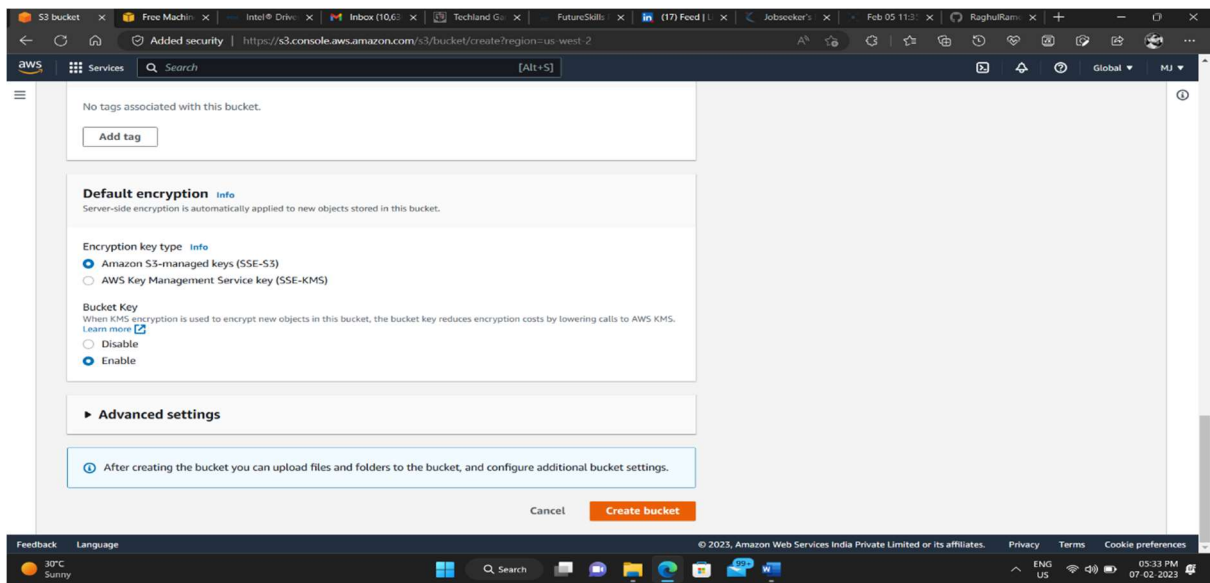 S3 bucket
Free Machin
Intel® Drive
Inbox (10,63
Techland Ga
FutureSkills
(17) Feed | L
Jobseeker's
Feb 05 11:3
RaghulRam
Added security
https://s3.console.aws.amazon.com/s3/bucket/create?region=us-west-2
aws
Services
Search
[Alt+S]
Global
MJ
No tags associated with this bucket.
Add tag
Default encryption Info
Server-side encryption is automatically applied to new objects stored in this bucket.
Encryption key type Info
Amazon S3-managed keys (SSE-S3)
AWS Key Management Service key (SSE-KMS)
Bucket Key
When KMS encryption is used to encrypt new objects in this bucket, the bucket key reduces encryption costs by lowering calls to AWS KMS.
Learn more
Disable
Enable
Advanced settings
After creating the bucket you can upload files and folders to the bucket, and configure additional bucket settings.
Cancel
Create bucket
Feedback
Language
© 2023, Amazon Web Services India Private Limited or its affiliates.
Privacy
Terms
Cookie preferences
30°C
Sunny
Search
99+
ENG
US
05:33 PM
07-02-2023